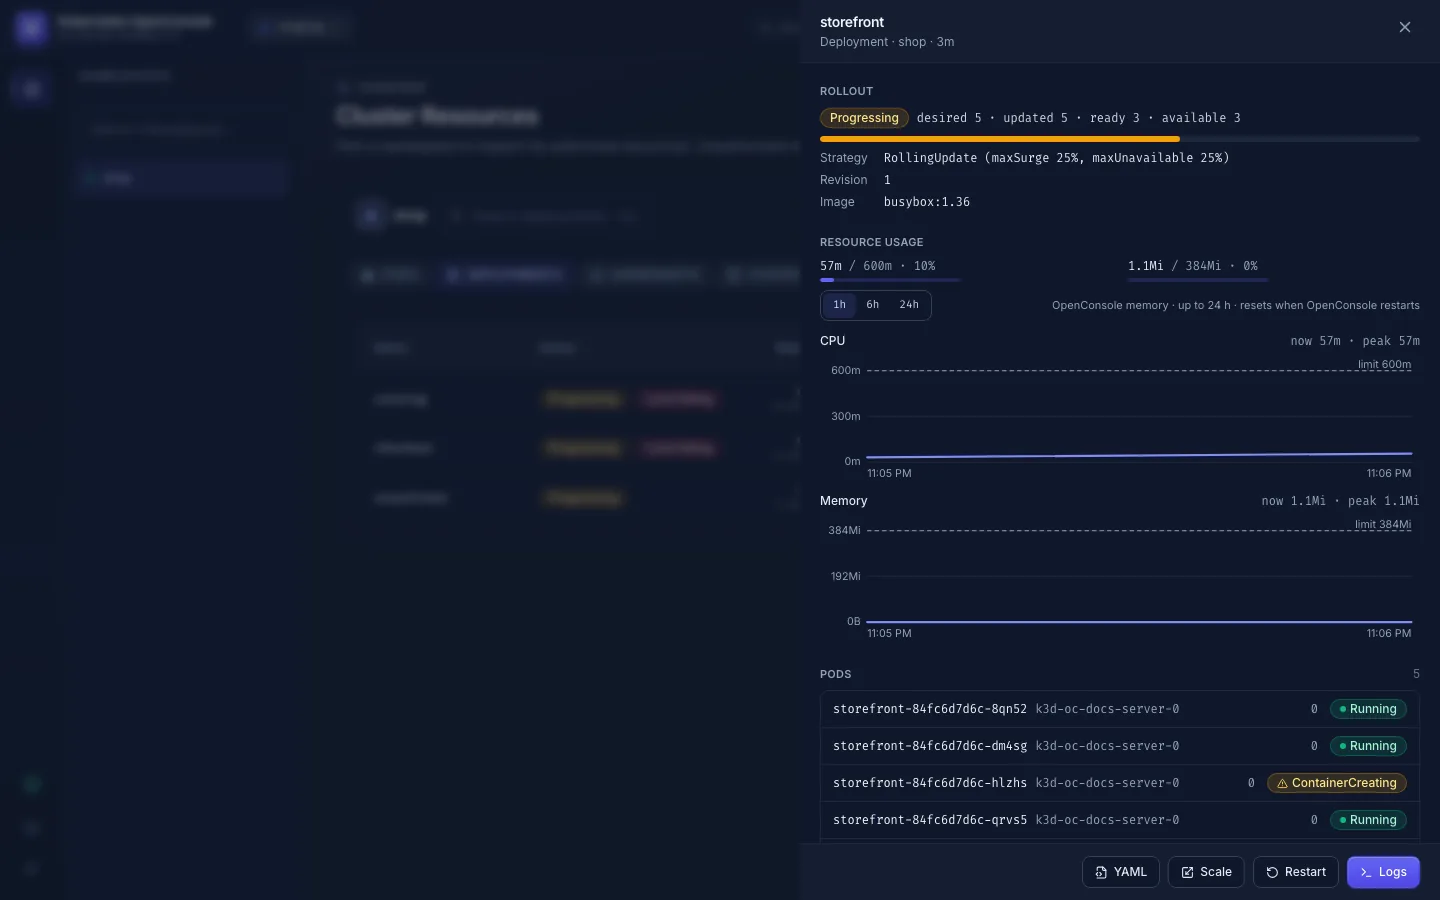 storefront
Deployment · shop · 3m
ROLLOUT
Progressing desired 5 · updated 5 · ready 3 · available 3
Strategy RollingUpdate (maxSurge 25%, maxUnavailable 25%)
Revision 1
Image busybox:1.36
RESOURCE USAGE
57m / 600m · 10% 1.1Mi / 384Mi · 0%
1h 6h 24h OpenConsole memory · up to 24 h · resets when OpenConsole restarts
CPU now 57m · peak 57m
limit 600m
600m
300m
0m
11:05 PM 11:06 PM
Memory now 1.1Mi · peak 1.1Mi
limit 384Mi
384Mi
192Mi
0B
11:05 PM 11:06 PM
PODS 5
storefront-84fc6d7d6c-8qn52 k3d-oc-docs-server-0 0 Running
storefront-84fc6d7d6c-dm4sg k3d-oc-docs-server-0 0 Running
storefront-84fc6d7d6c-hlzhs k3d-oc-docs-server-0 0 ContainerCreating
storefront-84fc6d7d6c-qrvs5 k3d-oc-docs-server-0 0 Running
YAML Scale Restart Logs
Cluster Resources